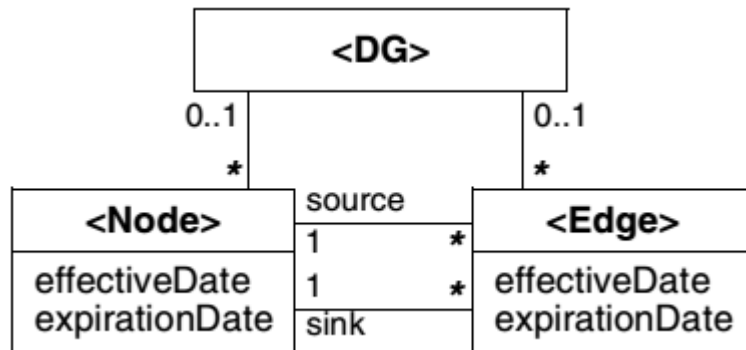 <DG>
0..1 0..1
* *
<Node> source <Edge>
1 *
effectiveDate 1 * effectiveDate
expirationDate sink expirationDate